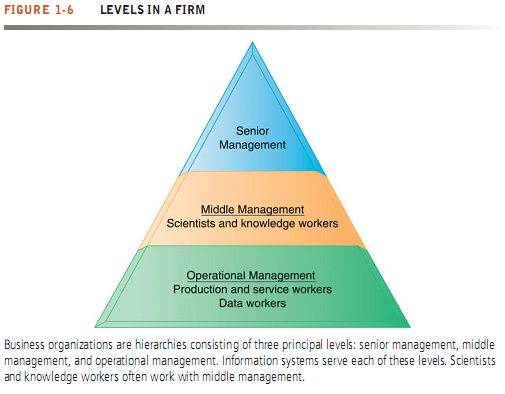 FIGURE 1-6 LEVELS IN A FIRM
Senior
Management
Middle Management
Scientists and knowledge workers
Operational Management
Production and service workers
Data workers
Business organizations are hierarchies consisting of three principal levels: senior management, middle
management, and operational management. Information systems serve each of these levels. Scientists
and knowledge workers often work with middle management.